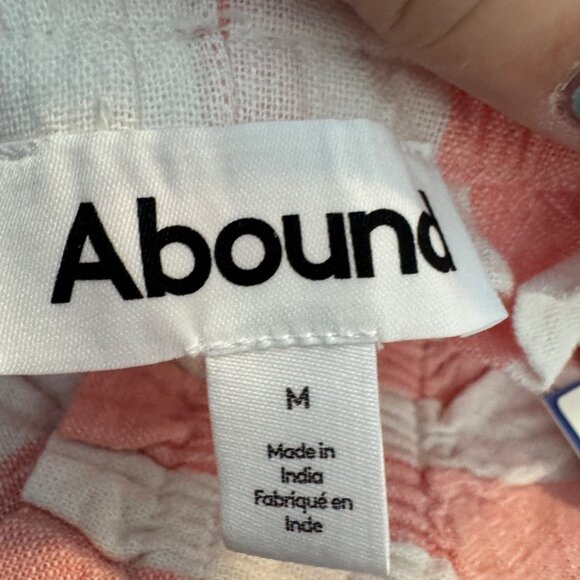 Abound
M
Made in
India
Fabriqué en
Inde